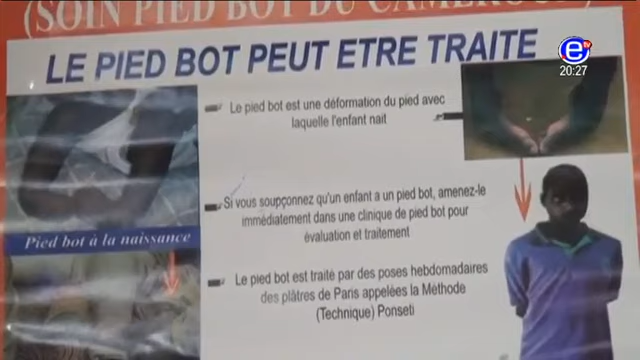 (SOIN PIED BOT DU CAMEROUN)
LE PIED BOT PEUT ETRE TRAITE
e
20:27
Le pied bot est une déformation du pied avec
laquelle l'enfant nait
Si vous soupçonnez qu'un enfant a un pied bot, amenez-le
immédiatement dans une clinique de pied bot pour
évaluation et traitement
Pied bot à la naissance
Le pied bot est traité par des poses hebdomadaires
des plâtres de Paris appelées la Méthode
(Technique) Ponseti